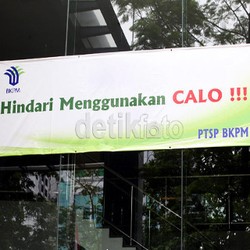 BKPM
Hindari Menggunakan CALO !!!
detikfoto
PTSP BKPM